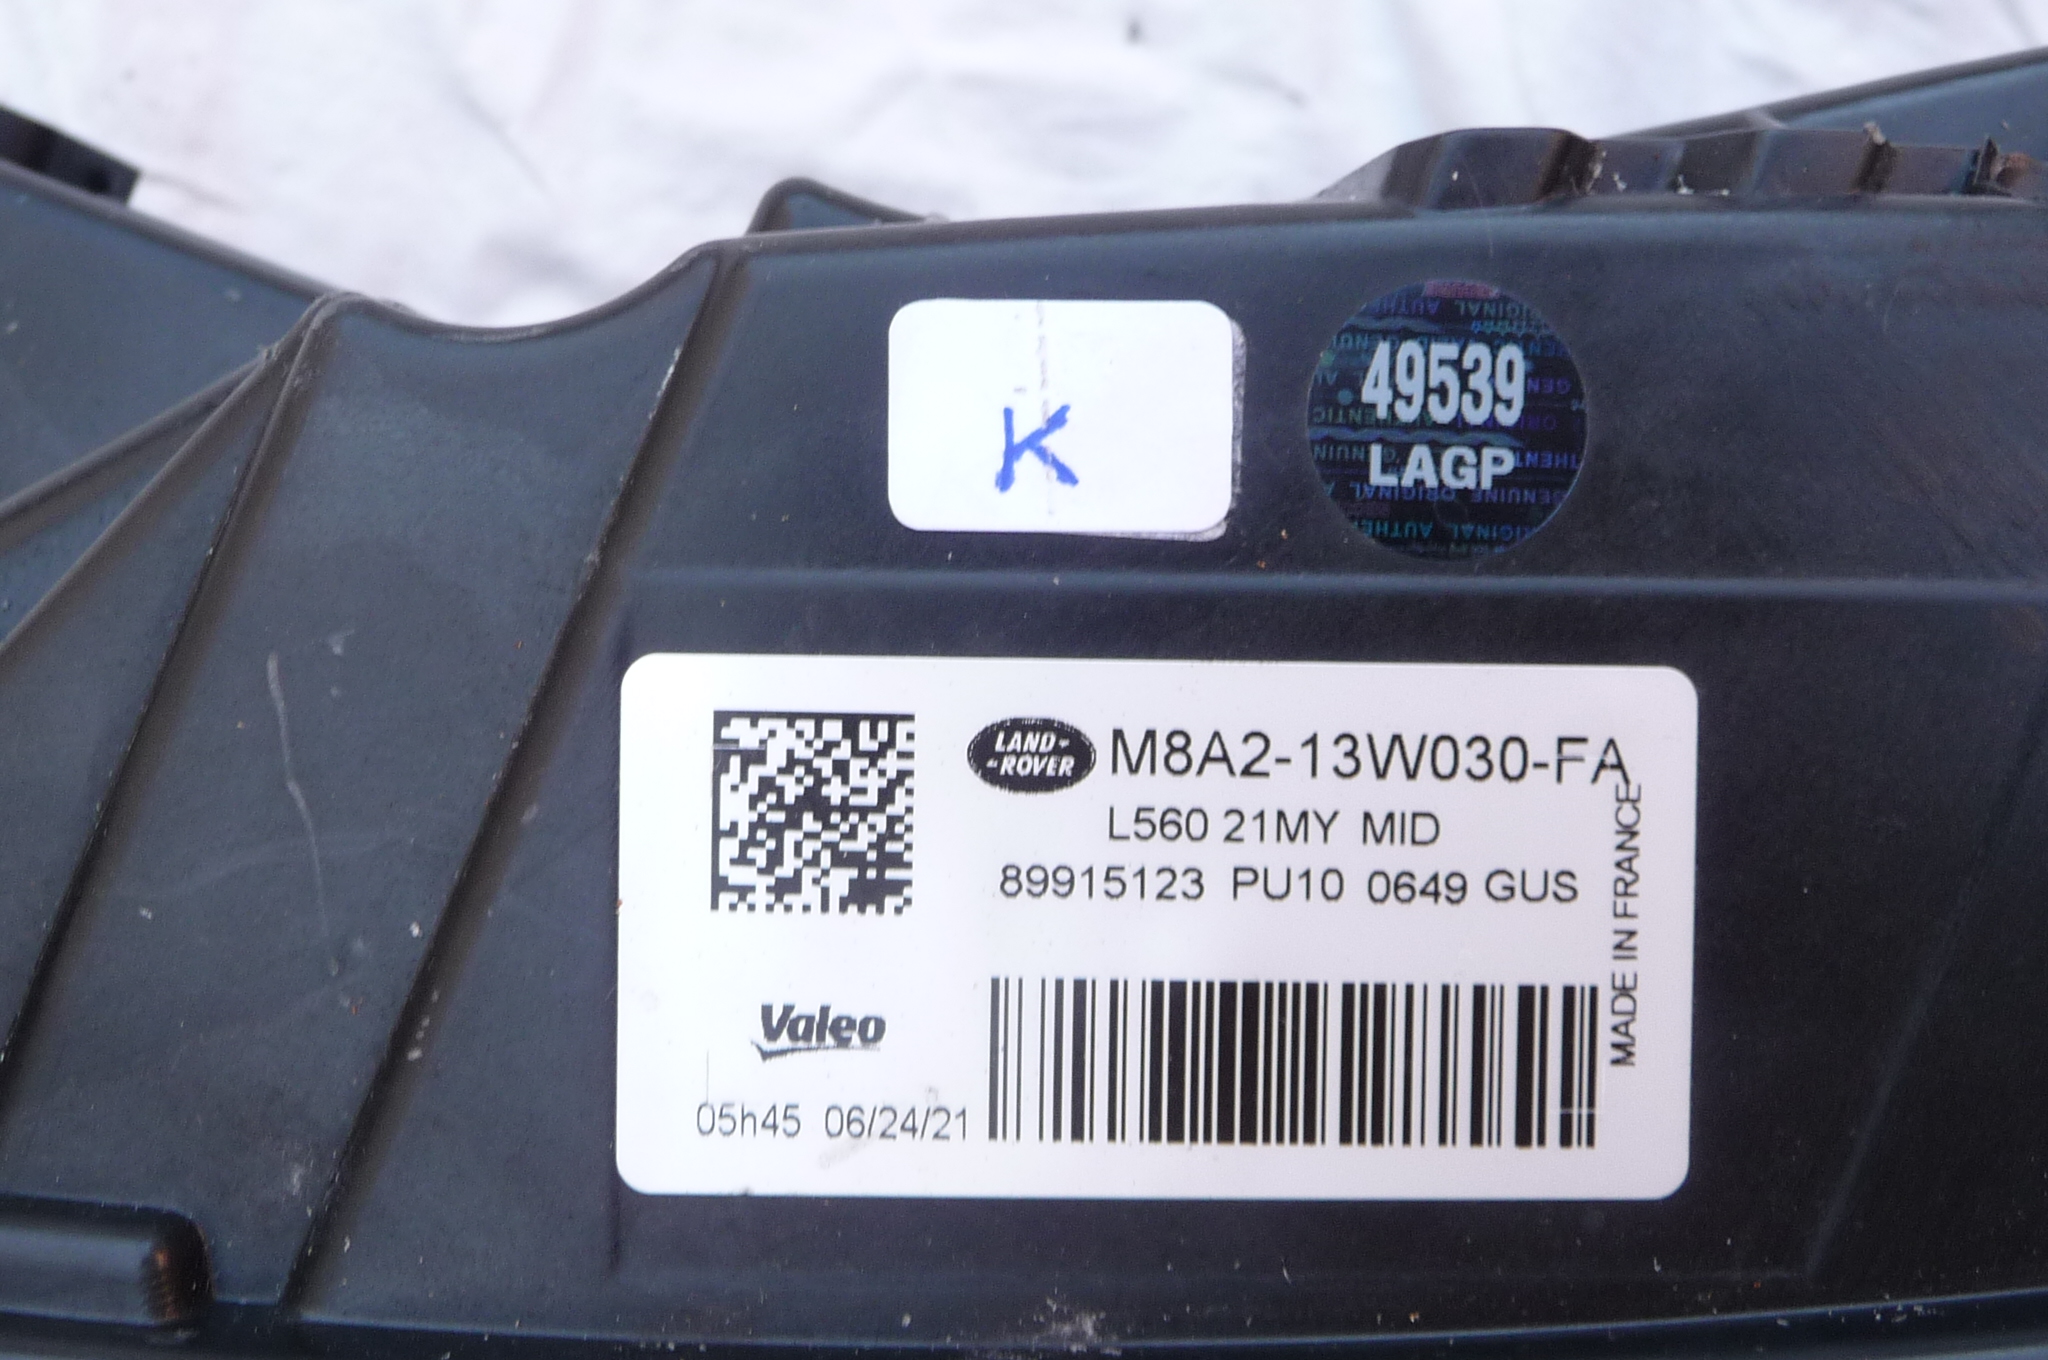 K
49539
LAGP
LAND-
-ROVER
M8A2-13W030-FA
L560 21MY MID
89915123 PU10 0649 GUS
MADE IN FRANCE
Valeo
05h45 06/24/21